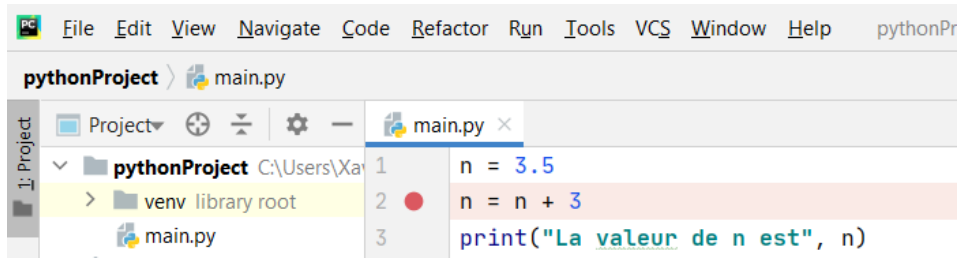 PC File Edit View Navigate Code Refactor Run Tools VCS Window Help pythonPr
pythonProject main.py
1: Project
Project main.py
pythonProject C:\Users\Xav
venv library root
main.py
1 n = 3.5
2 n = n + 3
3 print("La valeur de n est", n)